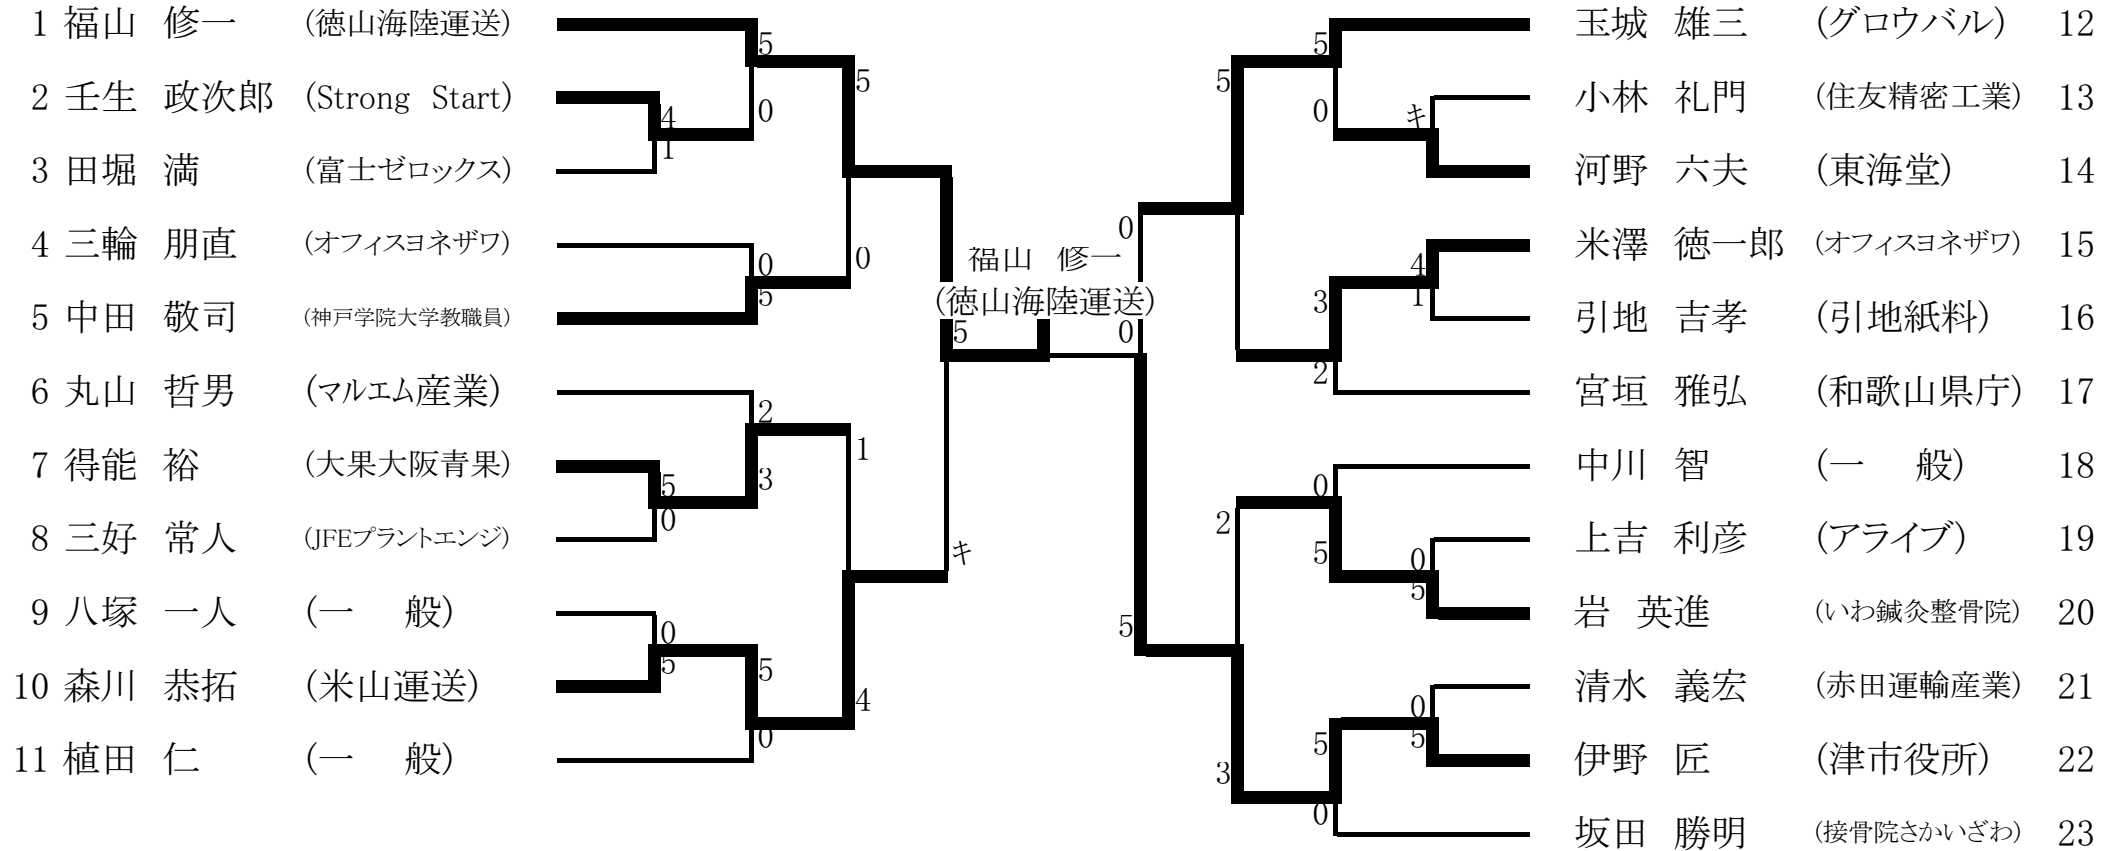 1 福山 修一 (徳山海陸運送)
2 壬生 政次郎 (Strong Start)
3 田堀 満 (富士ゼロックス)
4 三輪 朋直 (オフィスヨネザワ)
5 中田 敬司 (神戸学院大学教職員)
6 丸山 哲男 (マルエム産業)
7 得能 裕 (大果大阪青果)
8 三好 常人 (JFEプラントエンジ)
9 八塚 一人 (一 般)
10 森川 恭拓 (米山運送)
11 植田 仁 (一 般)
4
1
5
0
0
5
5
0
5
0
2
3
0
5
5
0
1
4
5
キ
福山 修一
(徳山海陸運送)
0
0
5
5
3
2
2
3
5
0
キ
4
1
0
5
0
5
0
5
5
0
玉城 雄三 (グロウバル) 12
小林 礼門 (住友精密工業) 13
河野 六夫 (東海堂) 14
米澤 徳一郎 (オフィスヨネザワ) 15
引地 吉孝 (引地紙料) 16
宮垣 雅弘 (和歌山県庁) 17
中川 智 (一 般) 18
上吉 利彦 (アライブ) 19
岩 英進 (いわ鍼灸整骨院) 20
清水 義宏 (赤田運輸産業) 21
伊野 匠 (津市役所) 22
坂田 勝明 (接骨院さかいざわ) 23